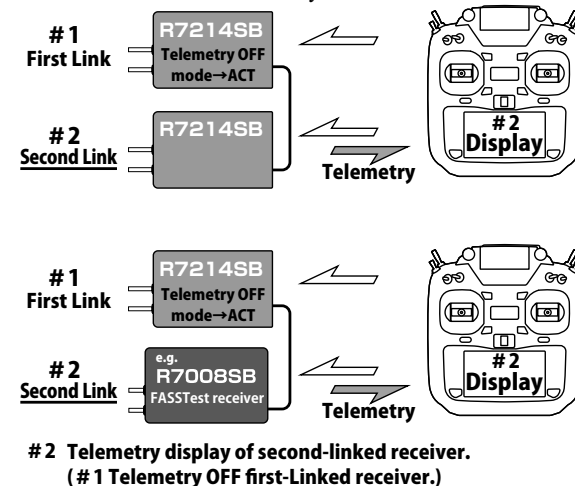 #1
First Link
R7214SB
Telemetry OFF
mode→ACT
#2
Second Link
R7214SB
Telemetry
#2
Display
#1
First Link
R7214SB
Telemetry OFF
mode→ACT
#2
Second Link
e.g.
R7008SB
FASSTest receiver
Telemetry
#2
Display
#2 Telemetry display of second-linked receiver.
(#1 Telemetry OFF first-Linked receiver.)